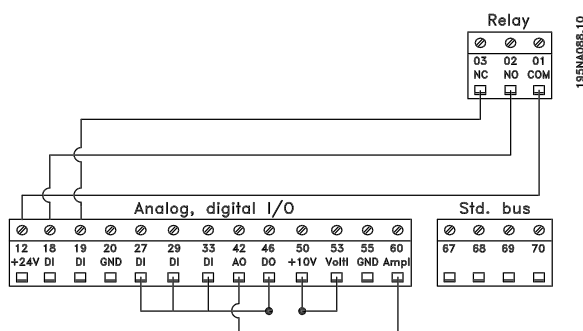 Relay
03 02 01
NC NO COM
195NA088.10
Analog, digital I/O
12 18 19 20 27 29 33 42 46 50 53 55 60
+24V DI DI GND DI DI DI AO DO +10V VoltI GND AmpI
Std. bus
67 68 69 70